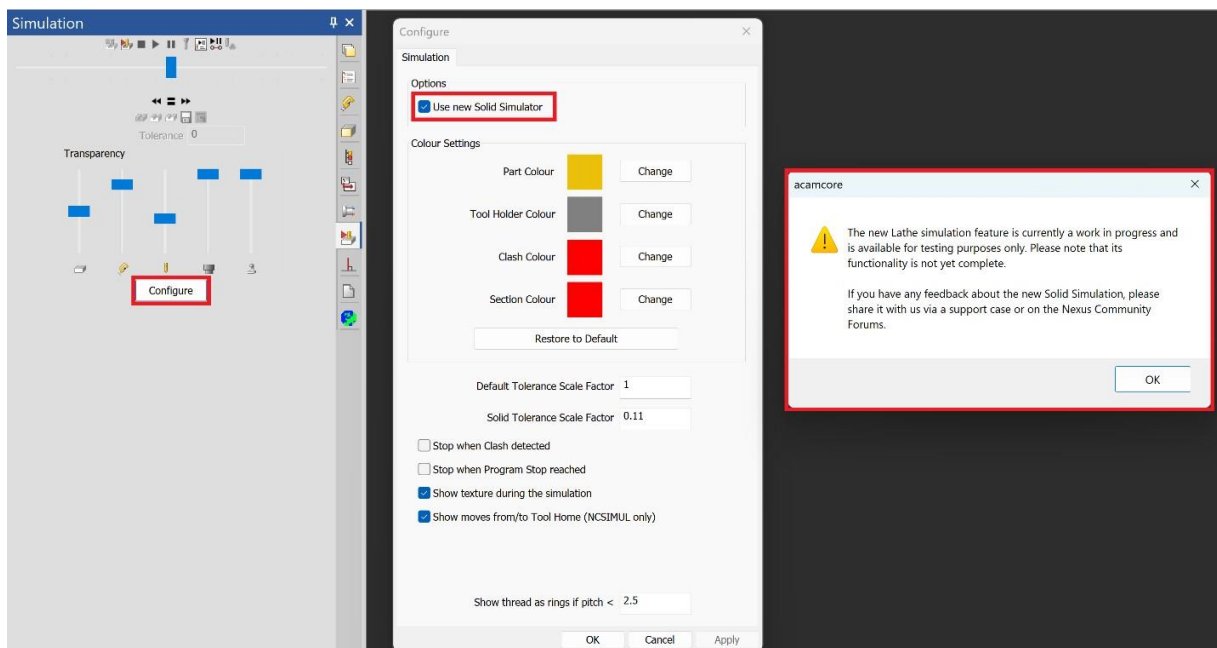 Simulation
Tolerance 0
Transparency
Configure
Configure
Simulation
Options
Use new Solid Simulator
Colour Settings
Part Colour Change
Tool Holder Colour Change
Clash Colour Change
Section Colour Change
Restore to Default
Default Tolerance Scale Factor 1
Solid Tolerance Scale Factor 0.11
Stop when Clash detected
Stop when Program Stop reached
Show texture during the simulation
Show moves from/to Tool Home (NCSIMUL only)
Show thread as rings if pitch < 2.5
OK Cancel Apply
acamcore
The new Lathe simulation feature is currently a work in progress and
is available for testing purposes only. Please note that its
functionality is not yet complete.
If you have any feedback about the new Solid Simulation, please
share it with us via a support case or on the Nexus Community
Forums.
OK